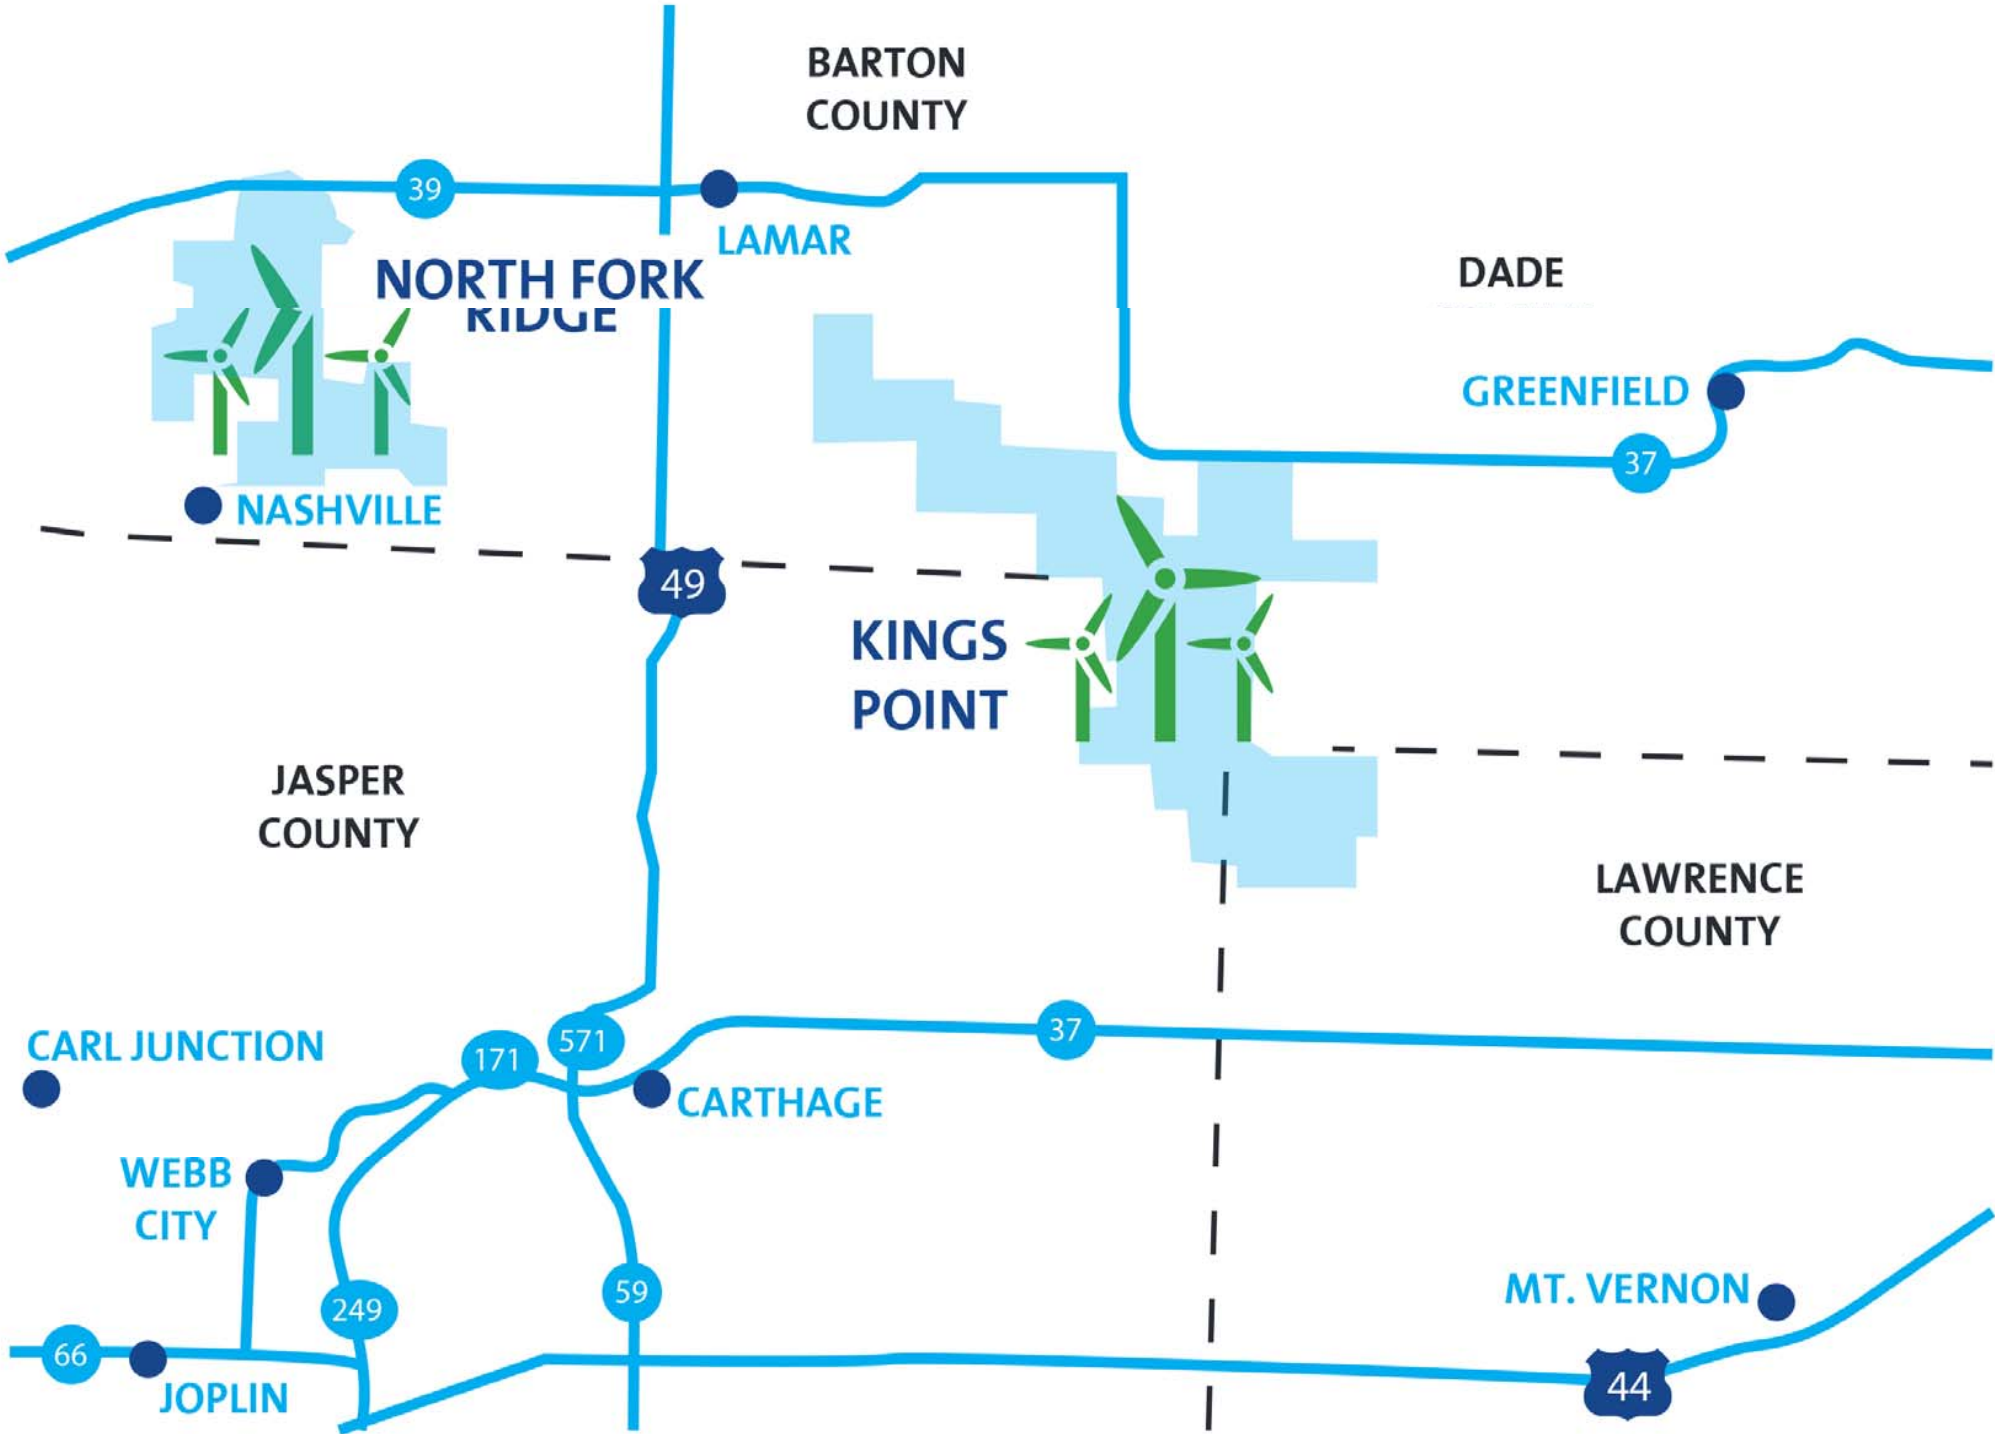 BARTON
COUNTY
39
LAMAR
NORTH FORK
RIDGE
DADE
GREENFIELD
37
NASHVILLE
49
KINGS
POINT
JASPER
COUNTY
LAWRENCE
COUNTY
CARL JUNCTION
171
571
37
CARTHAGE
WEBB
CITY
249
59
MT. VERNON
66
JOPLIN
44